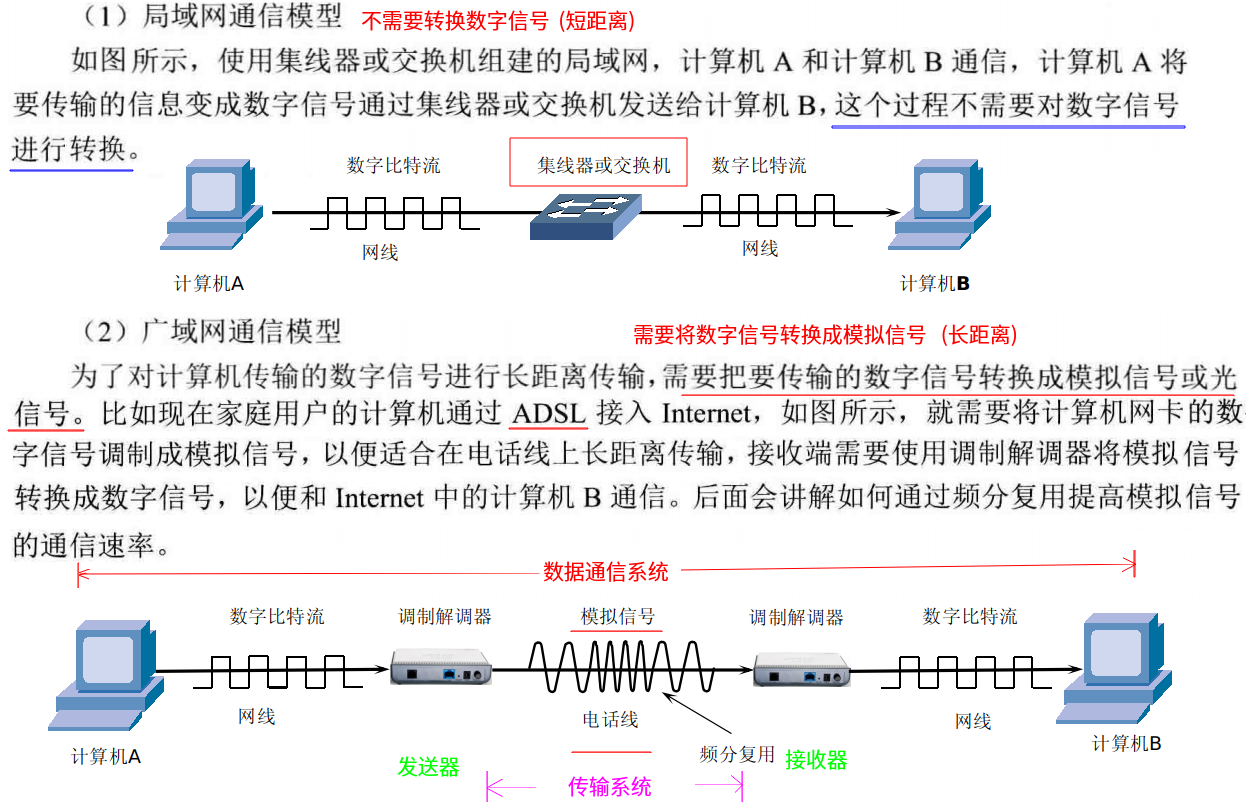 （1）局域网通信模型 不需要转换数字信号 (短距离)
如图所示，使用集线器或交换机组建的局域网，计算机 A 和计算机 B 通信，计算机 A 将
要传输的信息变成数字信号通过集线器或交换机发送给计算机 B，这个过程不需要对数字信号
进行转换。
数字比特流 集线器或交换机 数字比特流
网线 网线
计算机A 计算机B
（2）广域网通信模型 需要将数字信号转换成模拟信号 (长距离)
为了对计算机传输的数字信号进行长距离传输，需要把要传输的数字信号转换成模拟信号或光
信号。比如现在家庭用户的计算机通过 ADSL 接入 Internet，如图所示，就需要将计算机网卡的数
字信号调制成模拟信号，以便适合在电话线上长距离传输，接收端需要使用调制解调器将模拟信号
转换成数字信号，以便和 Internet 中的计算机 B 通信。后面会讲解如何通过频分复用提高模拟信号
的通信速率。
数据通信系统
数字比特流 调制解调器 模拟信号 调制解调器 数字比特流
网线 电话线 网线
计算机A 频分复用 计算机B
发送器 接收器
传输系统